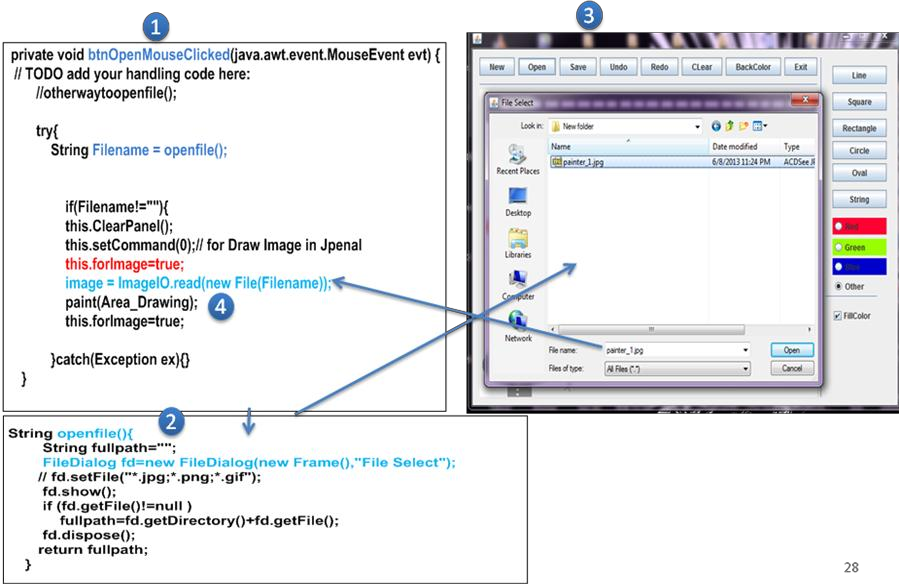 1
private void btnOpenMouseClicked(java.awt.event.MouseEvent evt) {
// TODO add your handling code here:
//otherwaytoopenfile();
try{
String Filename = openfile();
if(Filename!=""){
this.ClearPanel();
this.setCommand(0);// for Draw Image in Jpenal
this.forImage=true;
image = ImageIO.read(new File(Filename));
paint(Area_Drawing);
4
this.forImage=true;
}catch(Exception ex){}
}
2
String openfile(){
String fullpath="";
FileDialog fd=new FileDialog(new Frame(),"File Select");
// fd.setFile("*.jpg;*.png;*.gif");
fd.show();
if (fd.getFile()!=null )
fullpath=fd.getDirectory()+fd.getFile();
fd.dispose();
return fullpath;
}
3
New Open Save Undo Redo CLear BackColor Exit
File Select
Look in: New folder
Name Date modified Type
painter_1.jpg 6/8/2013 11:24 PM ACDSee
Recent Places
Desktop
Libraries
Computer
Network
File name: painter_1.jpg Open
Files of type: All Files (*.*) Cancel
Line
Square
Rectangle
Circle
Oval
String
Red
Green
Blue
Other
FillColor
28